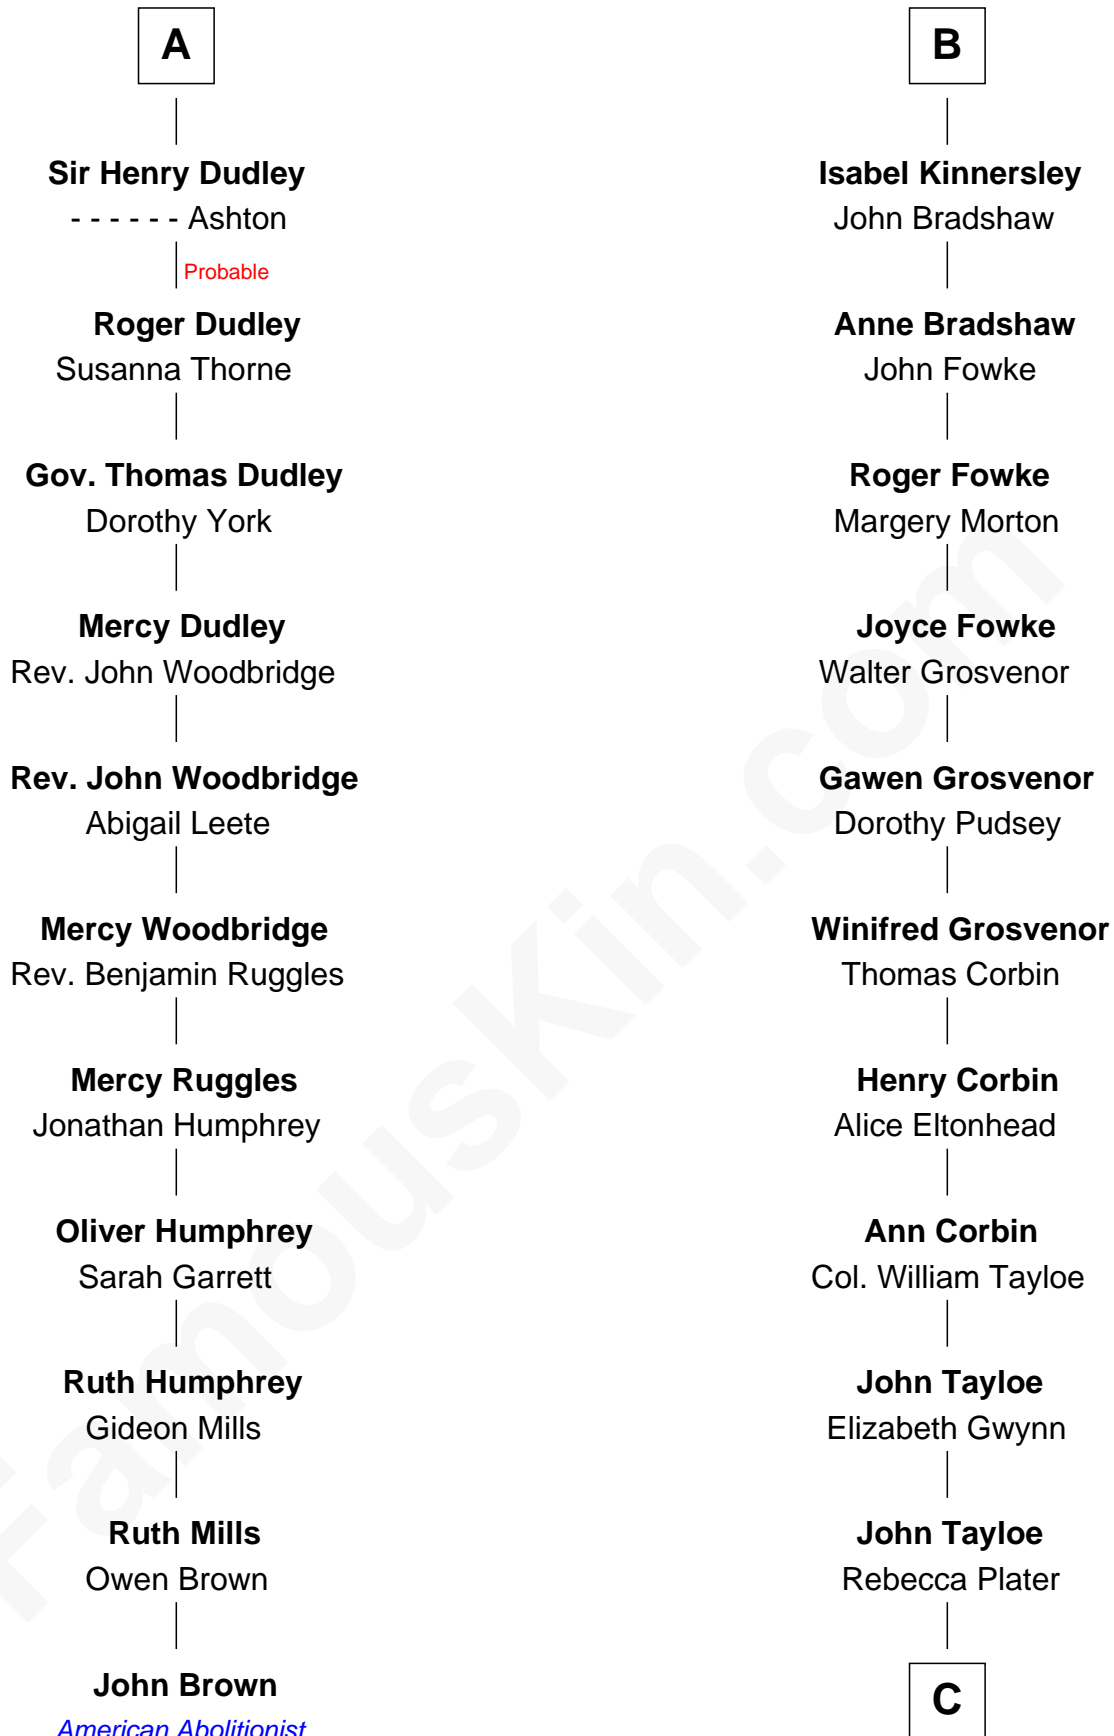 A
Sir Henry Dudley
- - - - - - Ashton
Probable
Roger Dudley
Susanna Thorne
Gov. Thomas Dudley
Dorothy York
Mercy Dudley
Rev. John Woodbridge
Rev. John Woodbridge
Abigail Leete
Mercy Woodbridge
Rev. Benjamin Ruggles
Mercy Ruggles
Jonathan Humphrey
Oliver Humphrey
Sarah Garrett
Ruth Humphrey
Gideon Mills
Ruth Mills
Owen Brown
John Brown
American Abolitionist
B
Isabel Kinnersley
John Bradshaw
Anne Bradshaw
John Fowke
Roger Fowke
Margery Morton
Joyce Fowke
Walter Grosvenor
Gawen Grosvenor
Dorothy Pudsey
Winifred Grosvenor
Thomas Corbin
Henry Corbin
Alice Eltonhead
Ann Corbin
Col. William Tayloe
John Tayloe
Elizabeth Gwynn
John Tayloe
Rebecca Plater
C
FamousKin.com